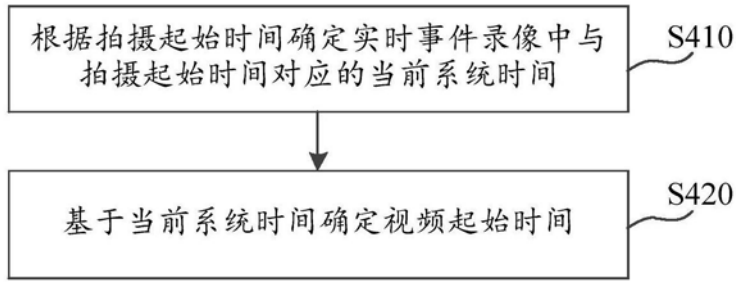 根据拍摄起始时间确定实时事件录像中与
拍摄起始时间对应的当前系统时间
S410
基于当前系统时间确定视频起始时间
S420